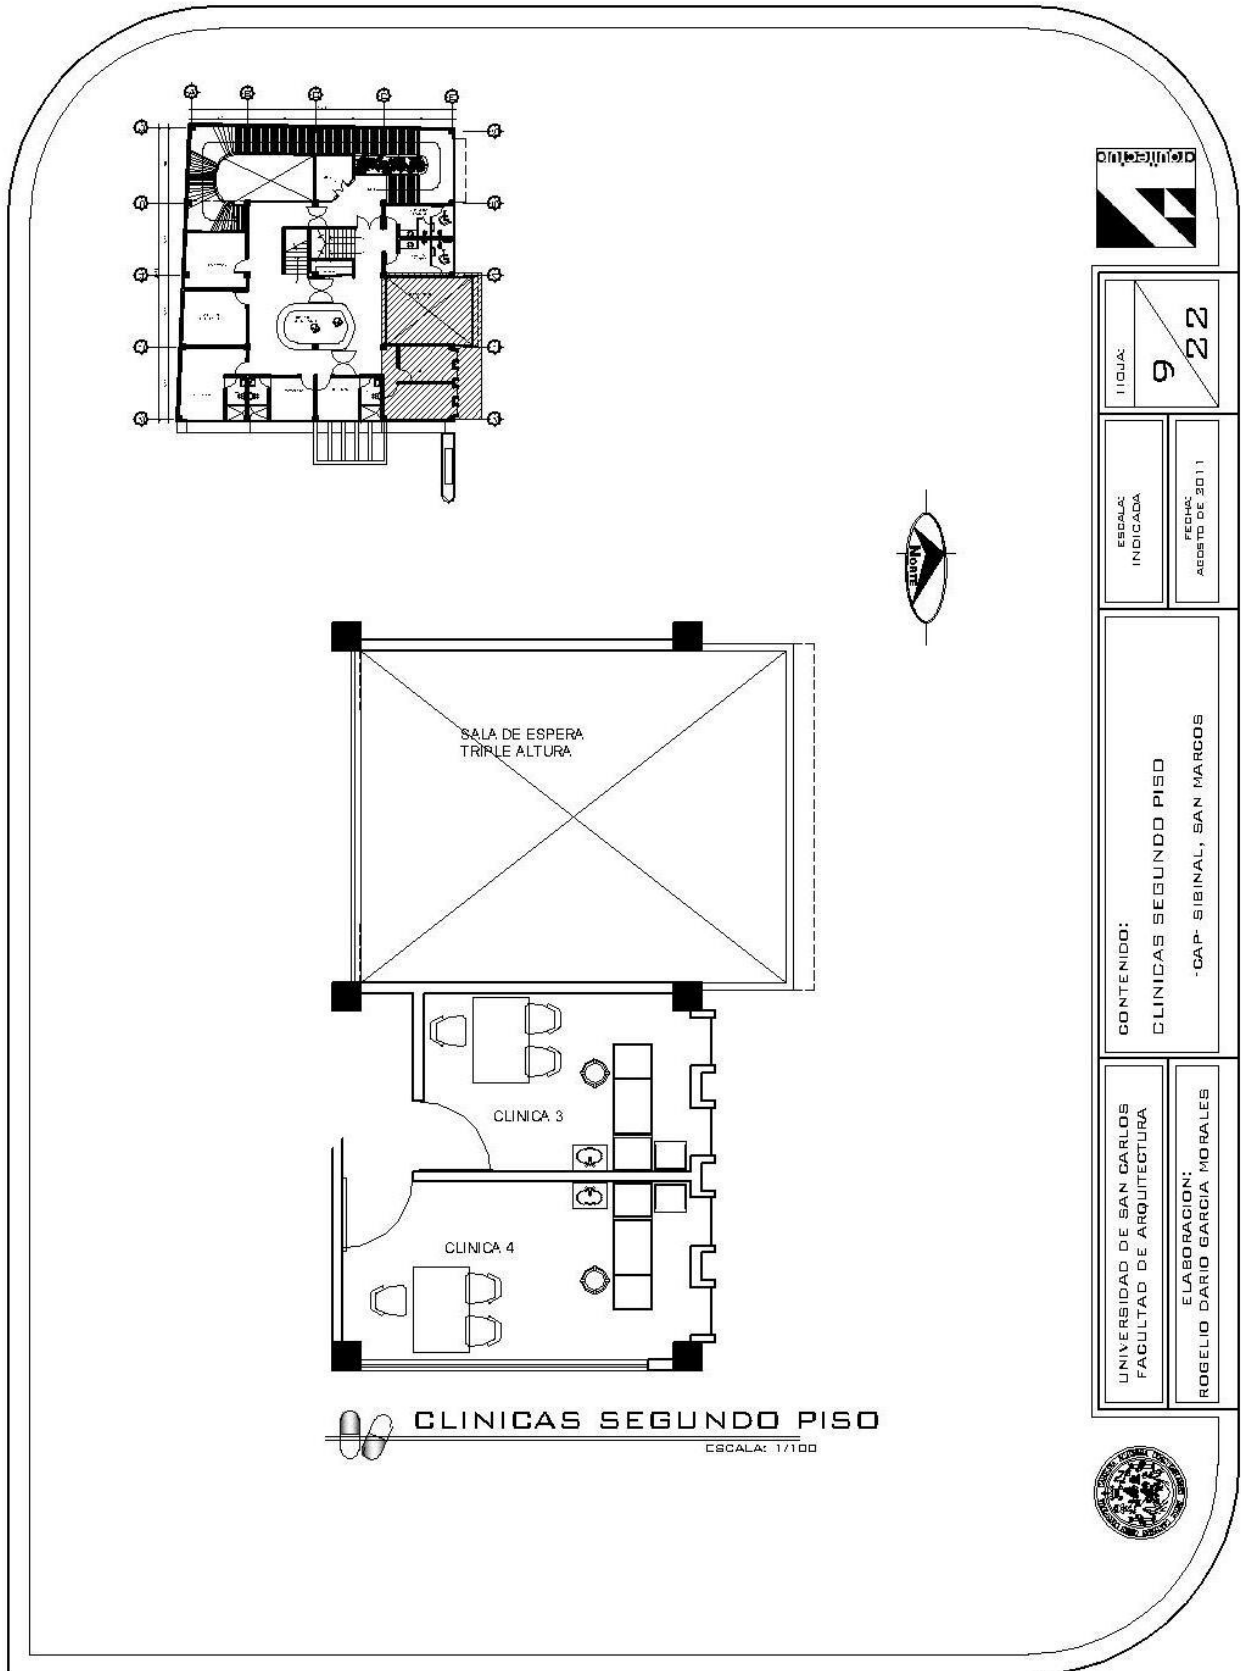 SALA DE ESPERA
TRIPLE ALTURA
CLINICA 3
CLINICA 4
CLINICAS SEGUNDO PISO
ESCALA: 1/100
NORTE
arquitectura
HOJA:
9
22
ESCALA:
INDICADA
FECHA:
AGOSTO DE 2011
CONTENIDO:
CLINICAS SEGUNDO PISO
-CAP- SIBINAL, SAN MARCOS
UNIVERSIDAD DE SAN CARLOS
FACULTAD DE ARQUITECTURA
ELABORACION:
ROGELIO DARIO GARCIA MORALES